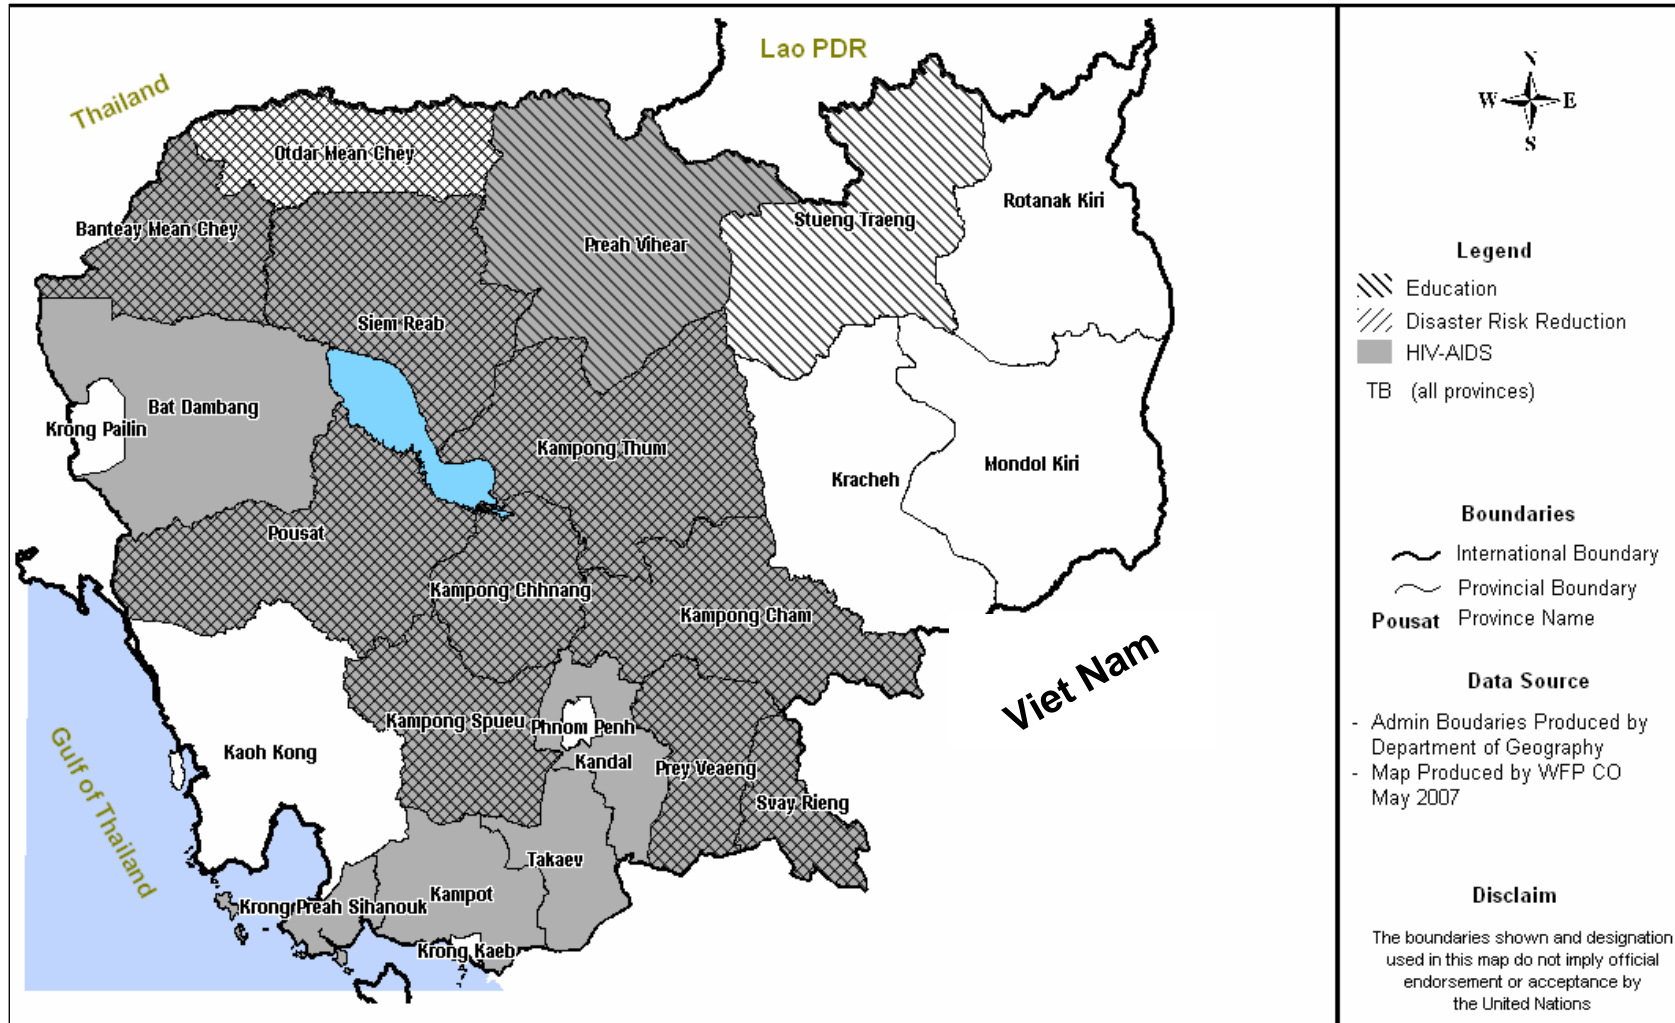 Lao PDR
Thailand
Otdar Mean Chey
Rotanak Kiri
Banteay Mean Chey
Stueng Traeng
Preah Vihear
Siem Reab
Bat Dambang
Krong Pailin
Kampong Thum
Mondol Kiri
Kracheh
Pousat
Kampong Chhnang
Kampong Cham
Viet Nam
Kampong Spueu
Phnom Penh
Kaoh Kong
Kandal
Prey Veaeng
Svay Rieng
Gulf of Thailand
Takaev
Kampot
Krong Preah Sihanouk
Krong Kaeb
N
W E
S
Legend
Education
Disaster Risk Reduction
HIV-AIDS
TB (all provinces)
Boundaries
International Boundary
Provincial Boundary
Pousat Province Name
Data Source
- Admin Boudaries Produced by
Department of Geography
- Map Produced by WFP CO
May 2007
Disclaim
The boundaries shown and designation
used in this map do not imply official
endorsement or acceptance by
the United Nations